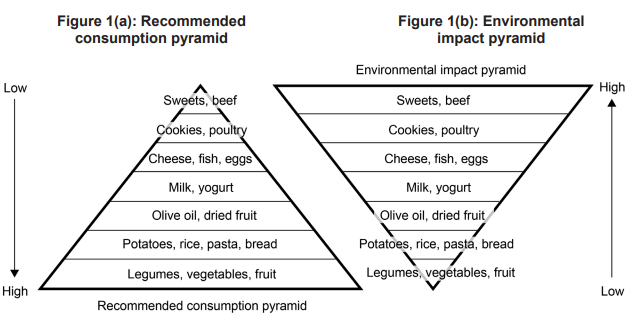 Figure 1(a): Recommended
consumption pyramid
Figure 1(b): Environmental
impact pyramid
Low
High
Sweets, beef
Cookies, poultry
Cheese, fish, eggs
Milk, yogurt
Olive oil, dried fruit
Potatoes, rice, pasta, bread
Legumes, vegetables, fruit
Recommended consumption pyramid
Environmental impact pyramid
Sweets, beef
Cookies, poultry
Cheese, fish, eggs
Milk, yogurt
Olive oil, dried fruit
Potatoes, rice, pasta, bread
Legumes, vegetables, fruit
High
Low